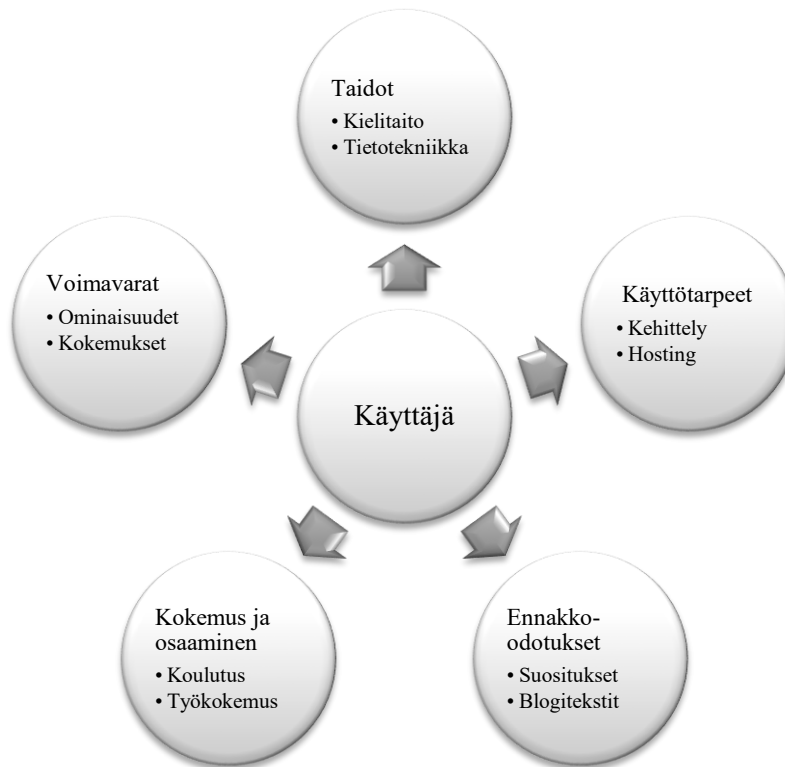 Taidot
• Kielitaito
• Tietotekniikka
Voimavarat
• Ominaisuudet
• Kokemukset
Käyttötarpeet
• Kehittely
• Hosting
Käyttäjä
Kokemus ja
osaaminen
• Koulutus
• Työkokemus
Ennakko-
odotukset
• Suositukset
• Blogitekstit